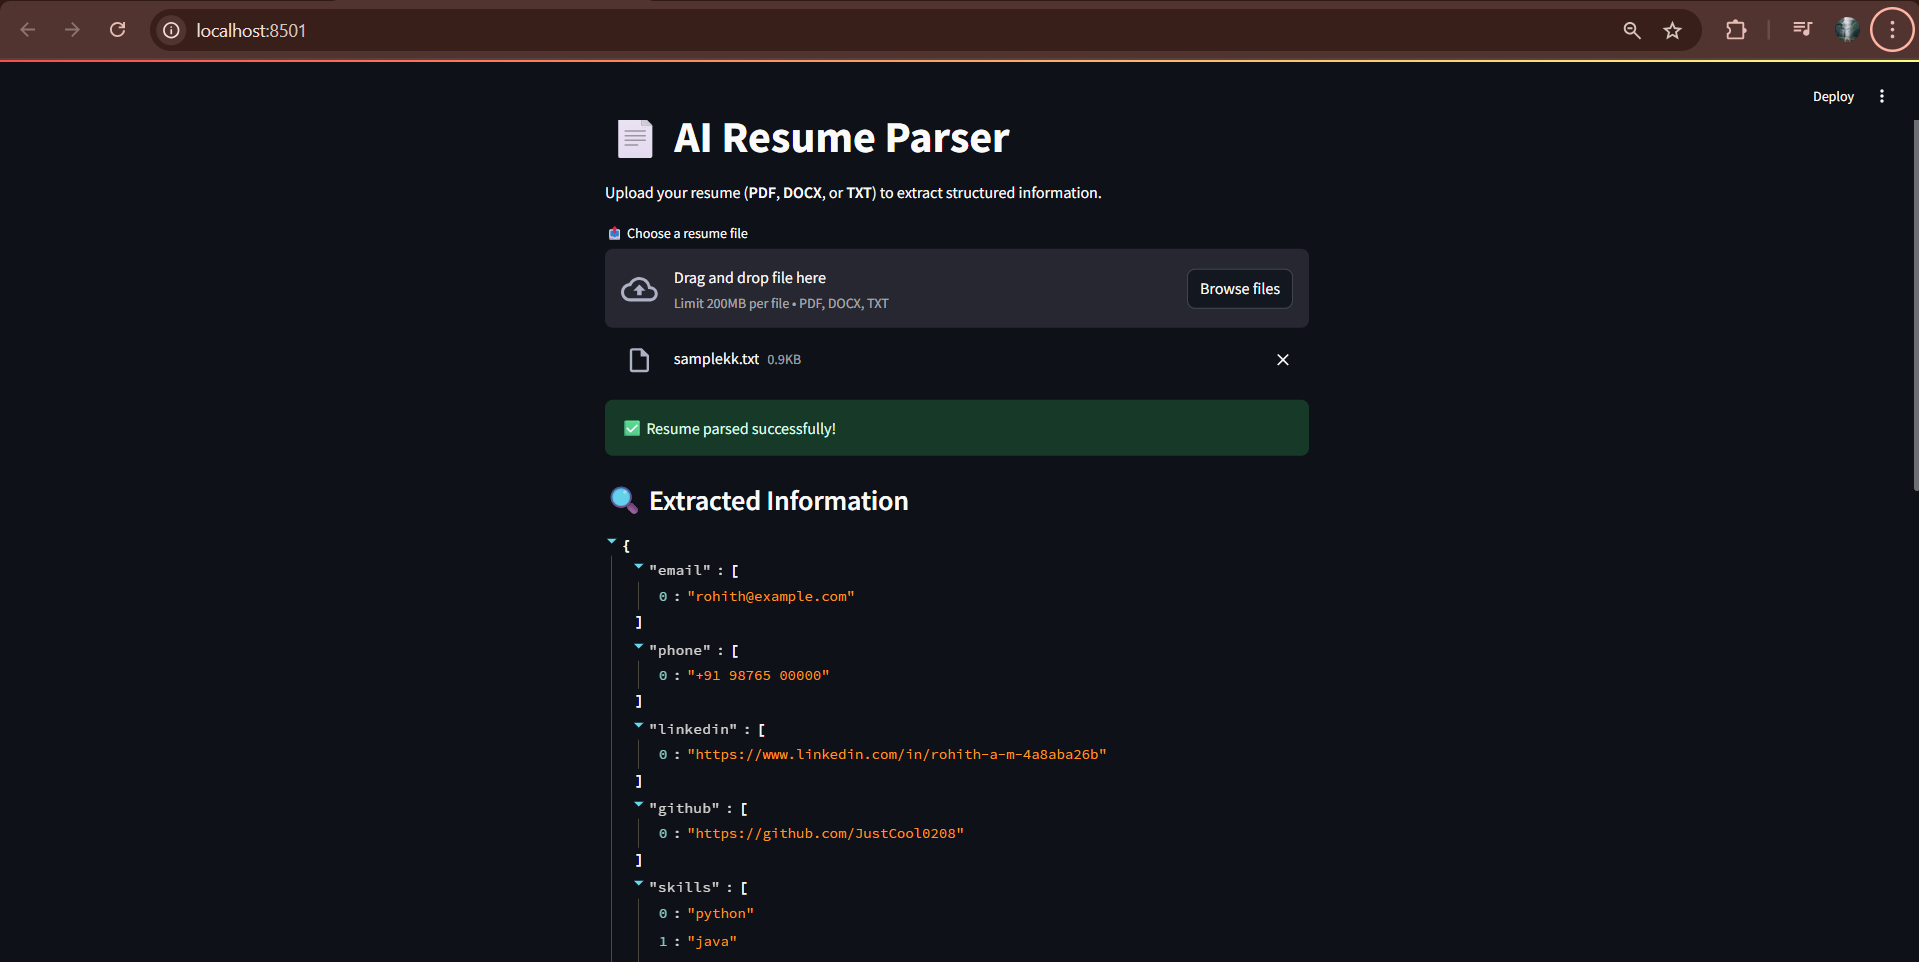 localhost:8501
Deploy
AI Resume Parser
Upload your resume (PDF, DOCX, or TXT) to extract structured information.
Choose a resume file
Drag and drop file here
Limit 200MB per file • PDF, DOCX, TXT
Browse files
samplekk.txt 0.9KB
Resume parsed successfully!
Extracted Information
{
"email" : [
0 : "rohith@example.com"
]
"phone" : [
0 : "+91 98765 00000"
]
"linkedin" : [
0 : "https://www.linkedin.com/in/rohith-a-m-4a8aba26b"
]
"github" : [
0 : "https://github.com/JustCool0208"
]
"skills" : [
0 : "python"
1 : "java"